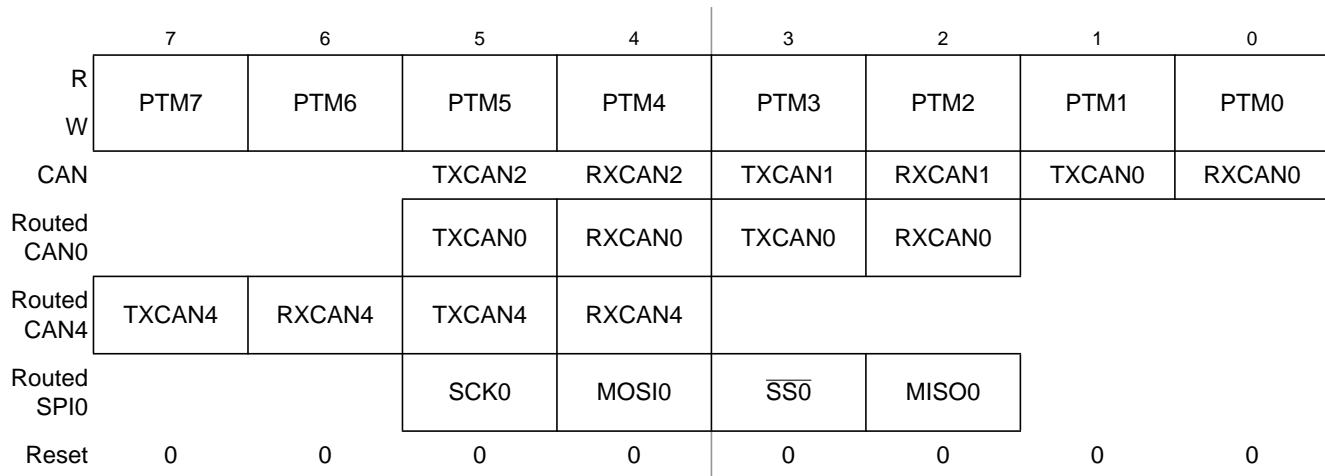 7 6 5 4 3 2 1 0
R
W
PTM7 PTM6 PTM5 PTM4 PTM3 PTM2 PTM1 PTM0
CAN TXCAN2 RXCAN2 TXCAN1 RXCAN1 TXCAN0 RXCAN0
Routed
CAN0
TXCAN0 RXCAN0 TXCAN0 RXCAN0
Routed
CAN4
TXCAN4 RXCAN4 TXCAN4 RXCAN4
Routed
SPI0
SCK0 MOSI0 S̅S̅0̅ MISO0
Reset 0 0 0 0 0 0 0 0